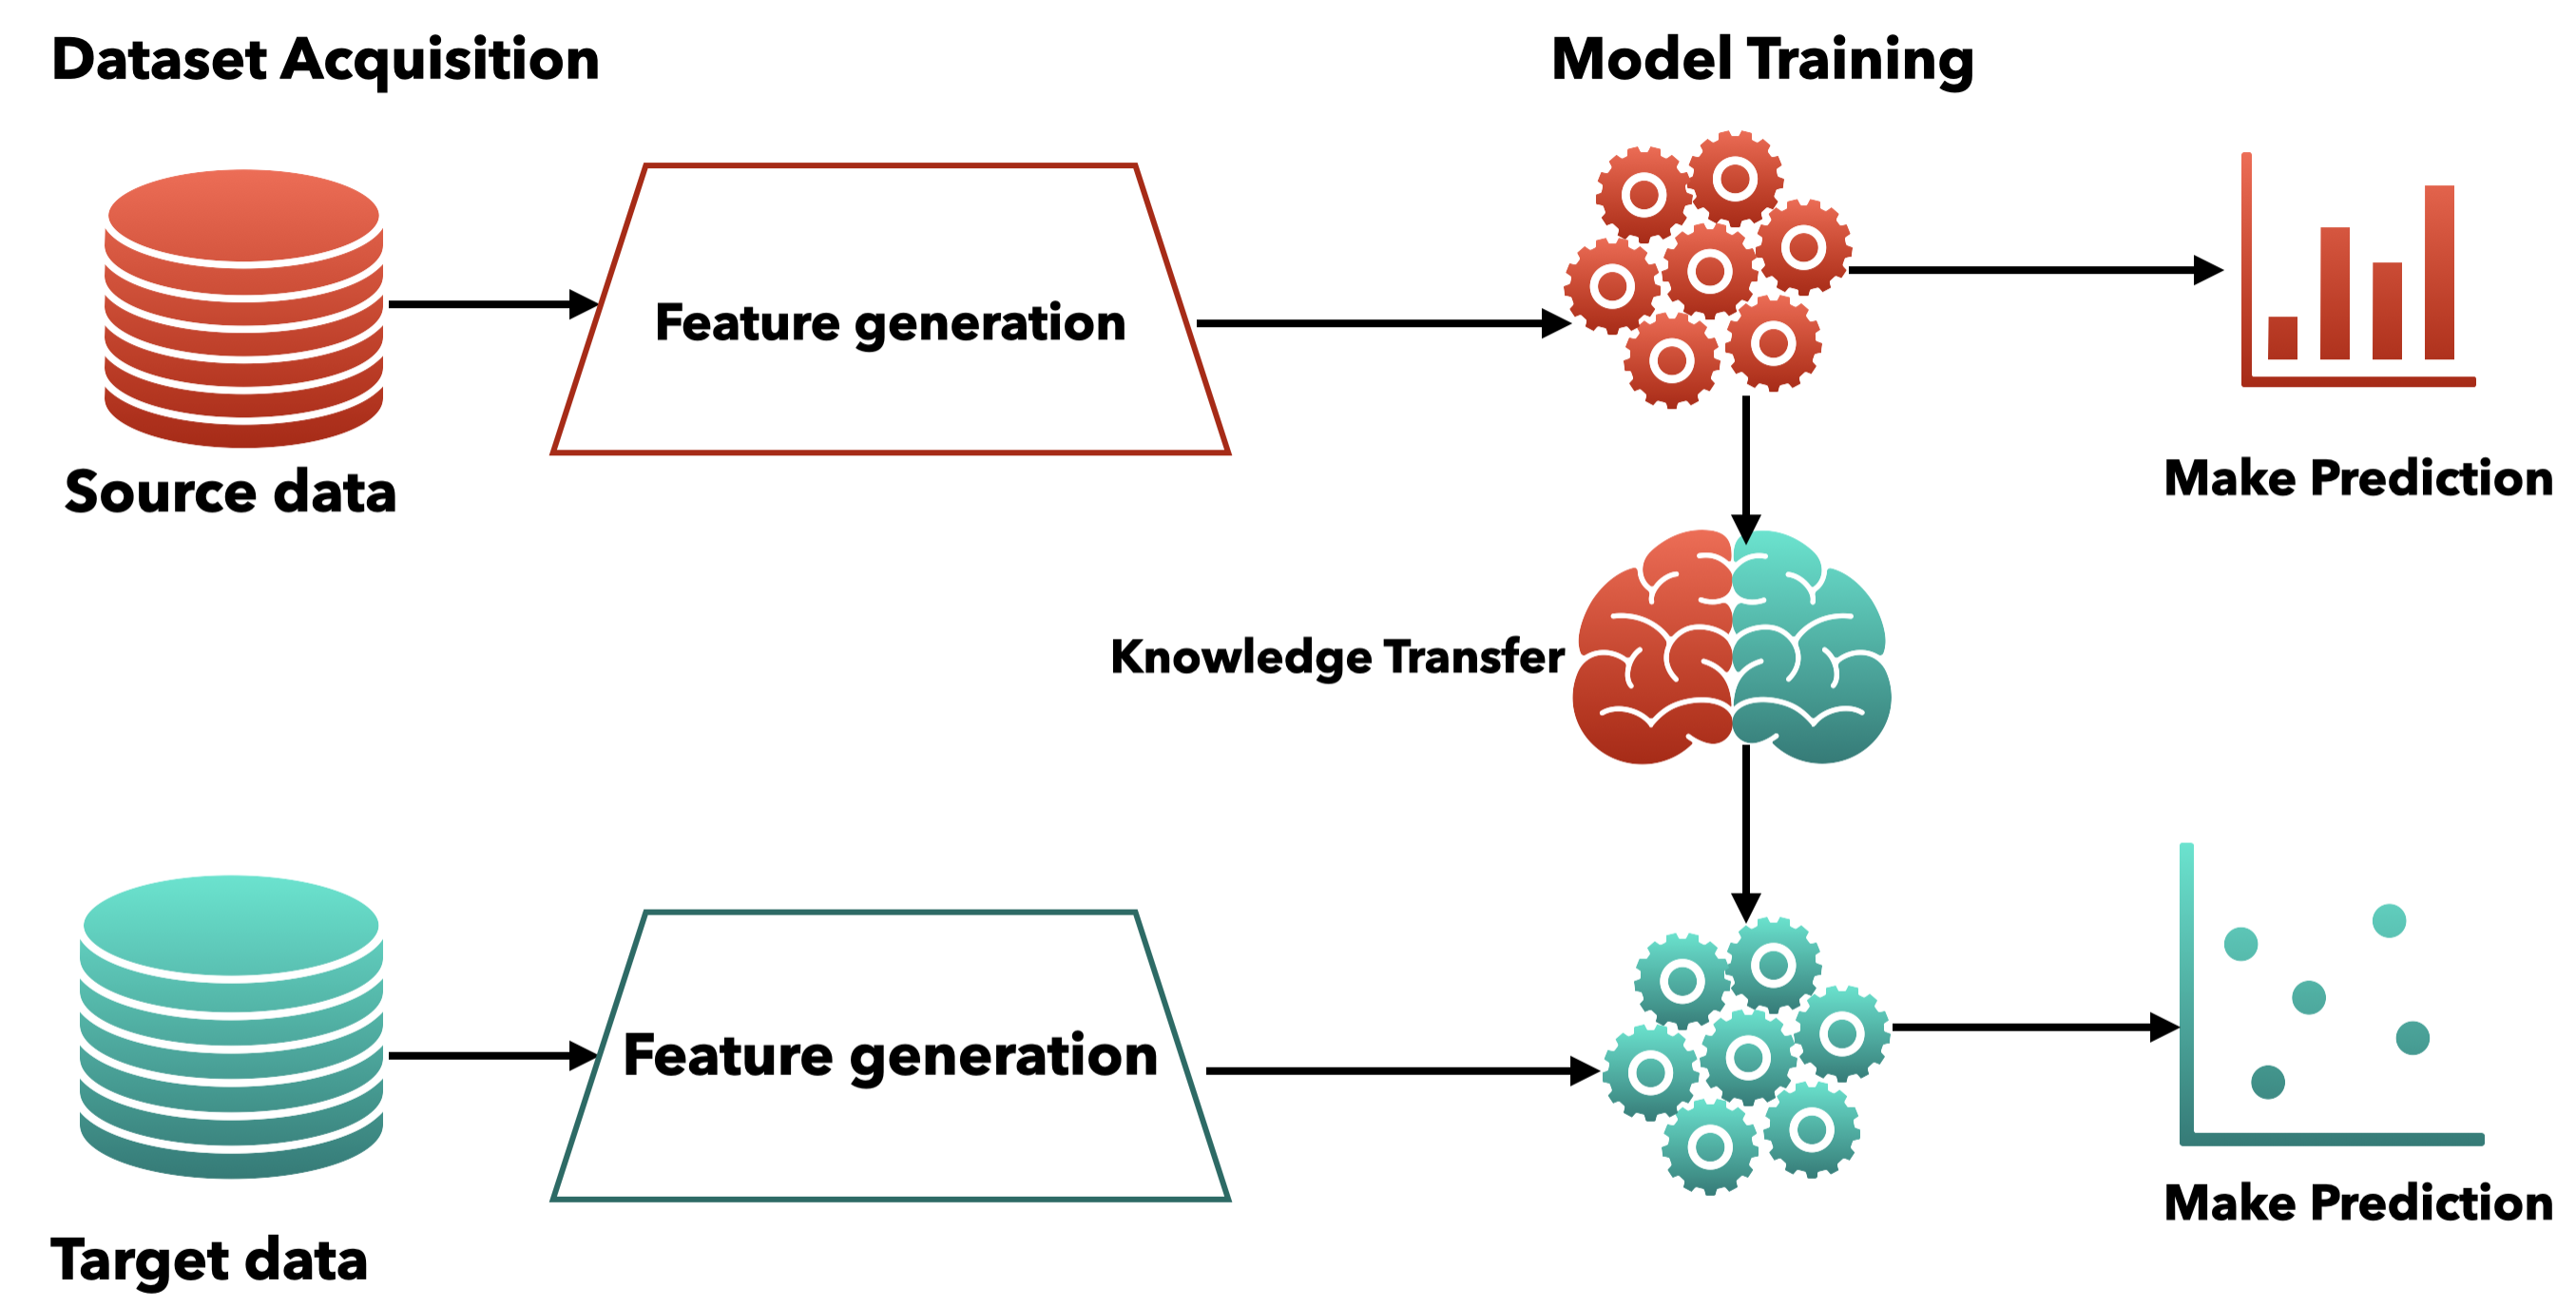 Dataset Acquisition
Model Training
Feature generation
Source data
Make Prediction
Knowledge Transfer
Feature generation
Target data
Make Prediction